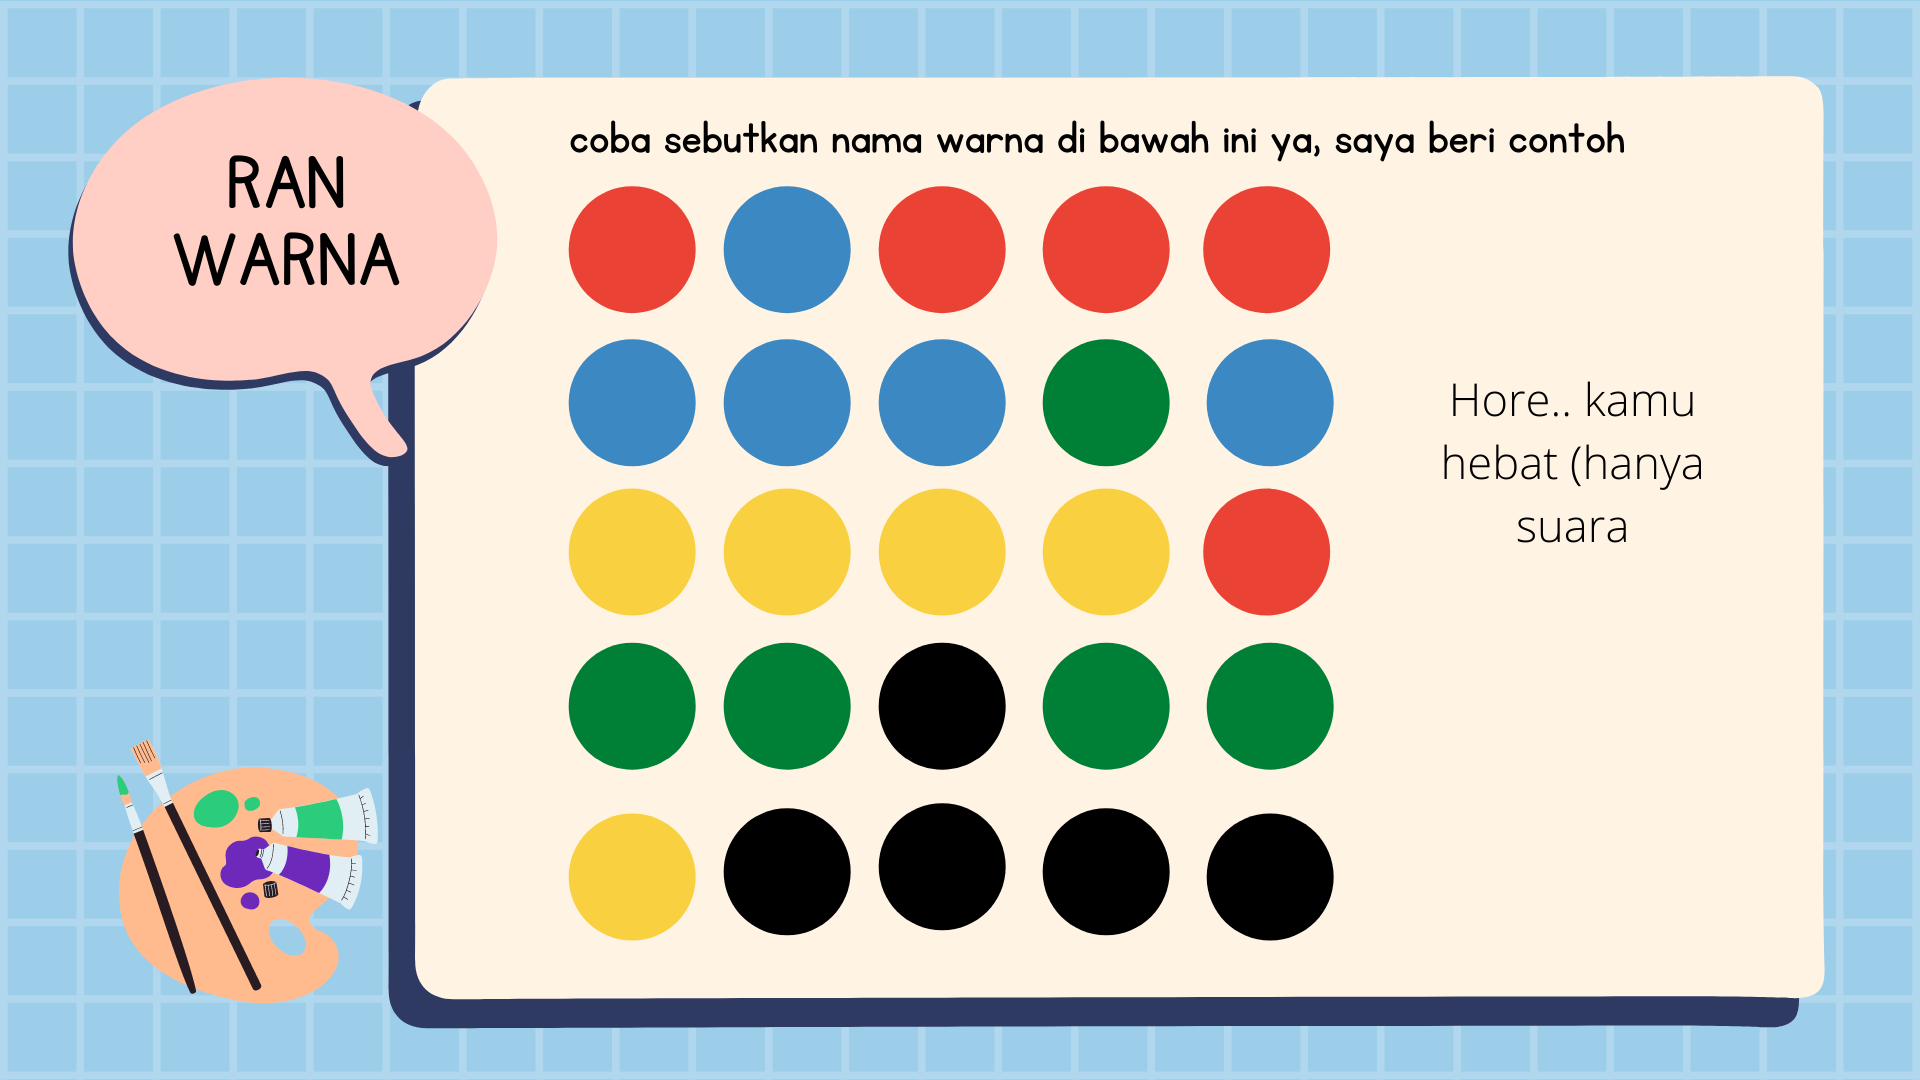 RAN
WARNA
coba sebutkan nama warna di bawah ini ya, saya beri contoh
Hore.. kamu
hebat (hanya
suara